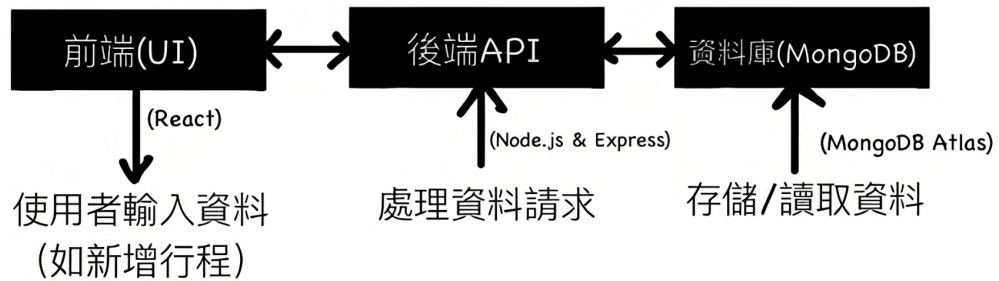 前端(UI)
後端API
資料庫(MongoDB)
(React)
(Node.js & Express)
(MongoDB Atlas)
使用者輸入資料
（如新增行程）
處理資料請求
存儲/讀取資料